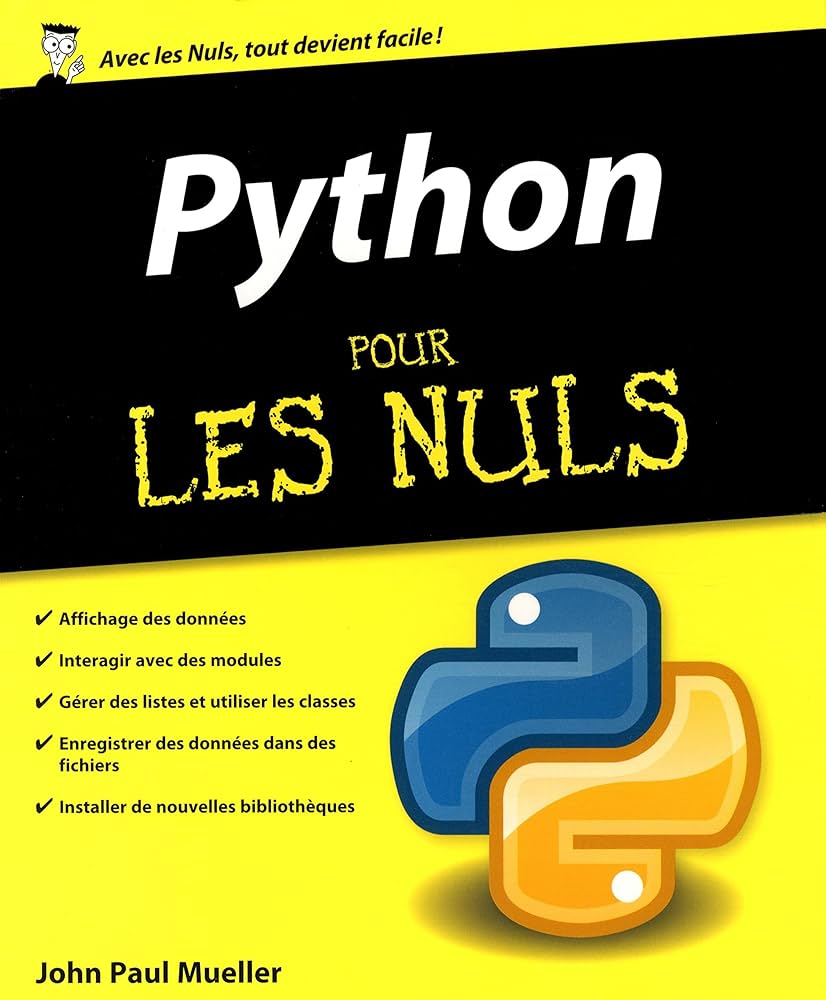 Avec les Nuls, tout devient facile !
Python
POUR
LES NULS
✔ Affichage des données
✔ Interagir avec des modules
✔ Gérer des listes et utiliser les classes
✔ Enregistrer des données dans des
fichiers
✔ Installer de nouvelles bibliothèques
John Paul Mueller